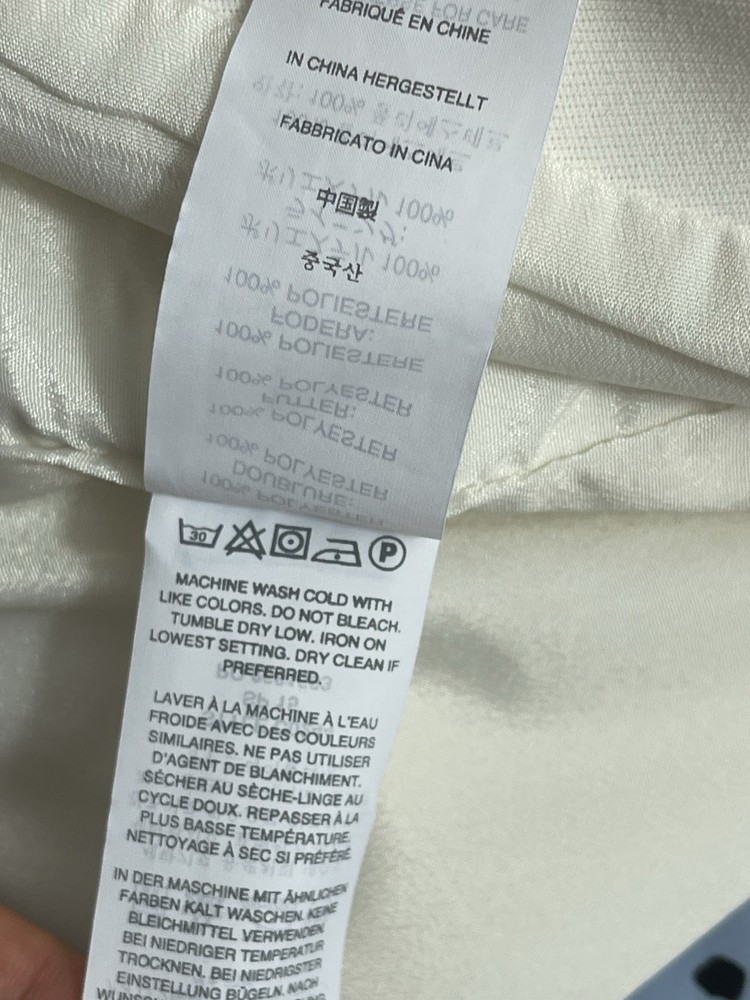 FABRIQUÉ EN CHINE
IN CHINA HERGESTELLT
FABBRICATO IN CINA
中国製
중국산
30
P
MACHINE WASH COLD WITH
LIKE COLORS. DO NOT BLEACH.
TUMBLE DRY LOW. IRON ON
LOWEST SETTING. DRY CLEAN IF
PREFERRED.
LAVER À LA MACHINE À L'EAU
FROIDE AVEC DES COULEURS
SIMILAIRES. NE PAS UTILISER
D'AGENT DE BLANCHIMENT.
SÉCHER AU SÈCHE-LINGE AU
CYCLE DOUX. REPASSER À LA
PLUS BASSE TEMPÉRATURE.
NETTOYAGE À SEC SI PRÉFÉRÉ.
IN DER MASCHINE MIT ÄHNLICHEN
FARBEN KALT WASCHEN. KEINE
BLEICHMITTEL VERWENDEN.
BEI NIEDRIGER TEMPERATUR
TROCKNEN. BEI NIEDRIGSTER
EINSTELLUNG BÜGELN. NACH